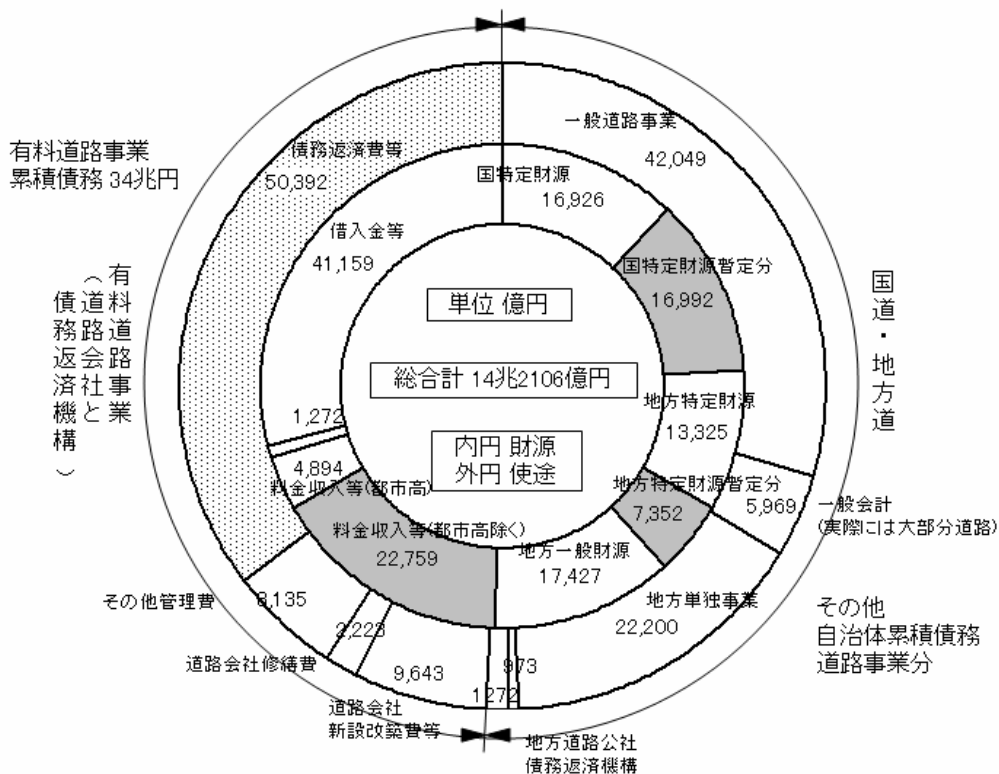 有料道路事業
累積債務 34兆円
有料道路事業
(道路会社と
債務返済機構)
債務返済費等
50,392
借入金等
41,159
国特定財源
16,926
一般道路事業
42,049
国特定財源暫定分
16,992
国道・地方道
単位 億円
総合計 14兆2106億円
内円 財源
外円 使途
地方特定財源
13,325
地方特定財源暫定分
7,352
5,969
一般会計
(実際には大部分道路)
1,272
4,894
料金収入等(都市高)
料金収入等(都市高除く)
22,759
地方一般財源
17,427
地方単独事業
22,200
その他
自治体累積債務
道路事業分
その他管理費
8,135
道路会社修繕費
2,223
道路会社
新設改築費等
9,643
1272
973
地方道路公社
債務返済機構